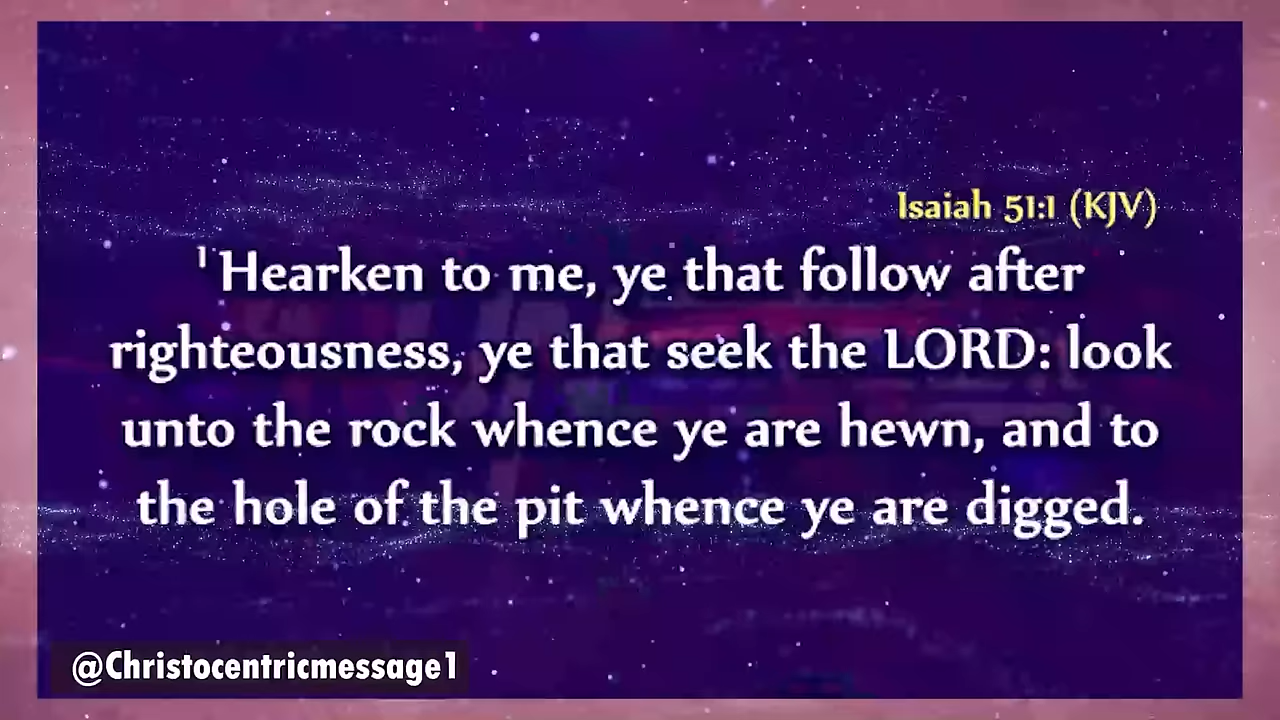 Isaiah 51:1 (KJV)
1 Hearken to me, ye that follow after
righteousness, ye that seek the LORD: look
unto the rock whence ye are hewn, and to
the hole of the pit whence ye are digged.
@Christocentricmessage1